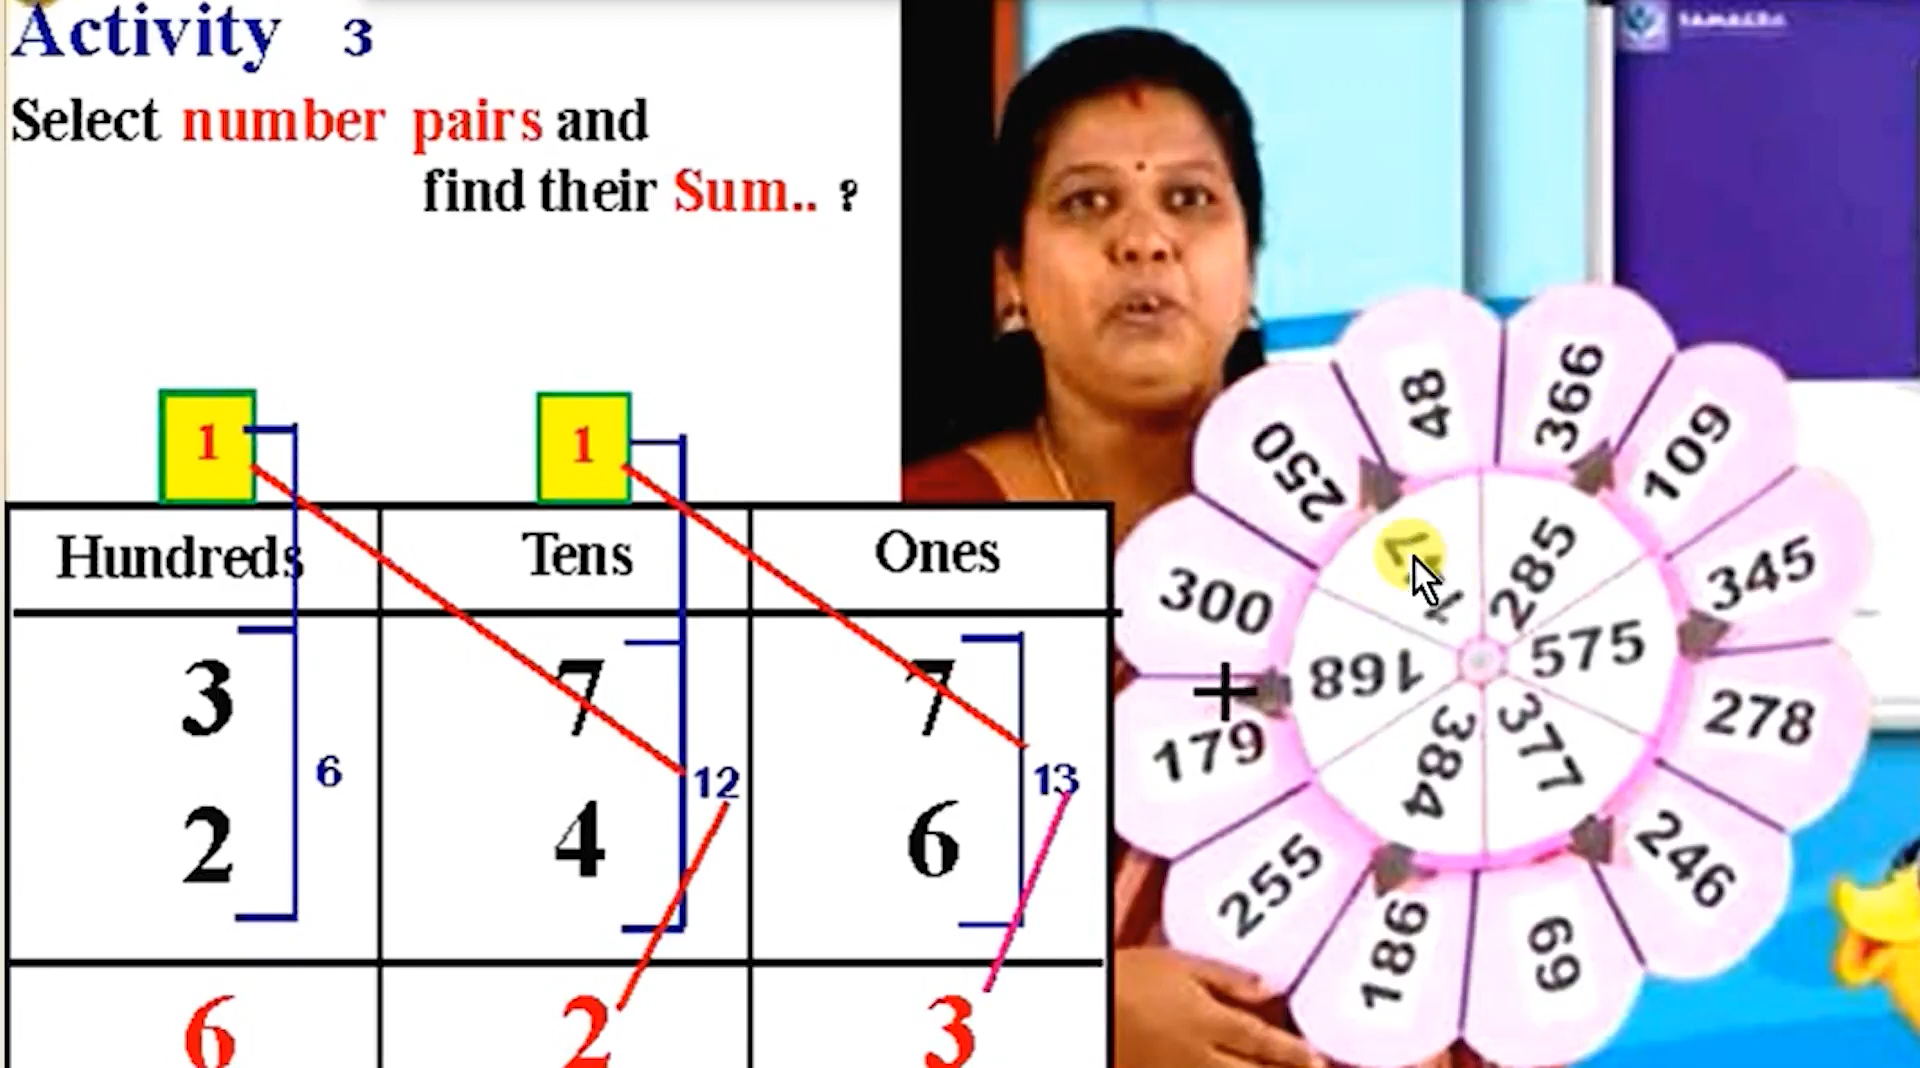 Activity 3
Select number pairs and
find their Sum.. ?
1 1
Hundreds Tens Ones
3 7 7
6 12 13
2 4 6
6 2 3
48
366
109
345
278
246
69
186
255
179
300
250
285
575
377
384
168
+